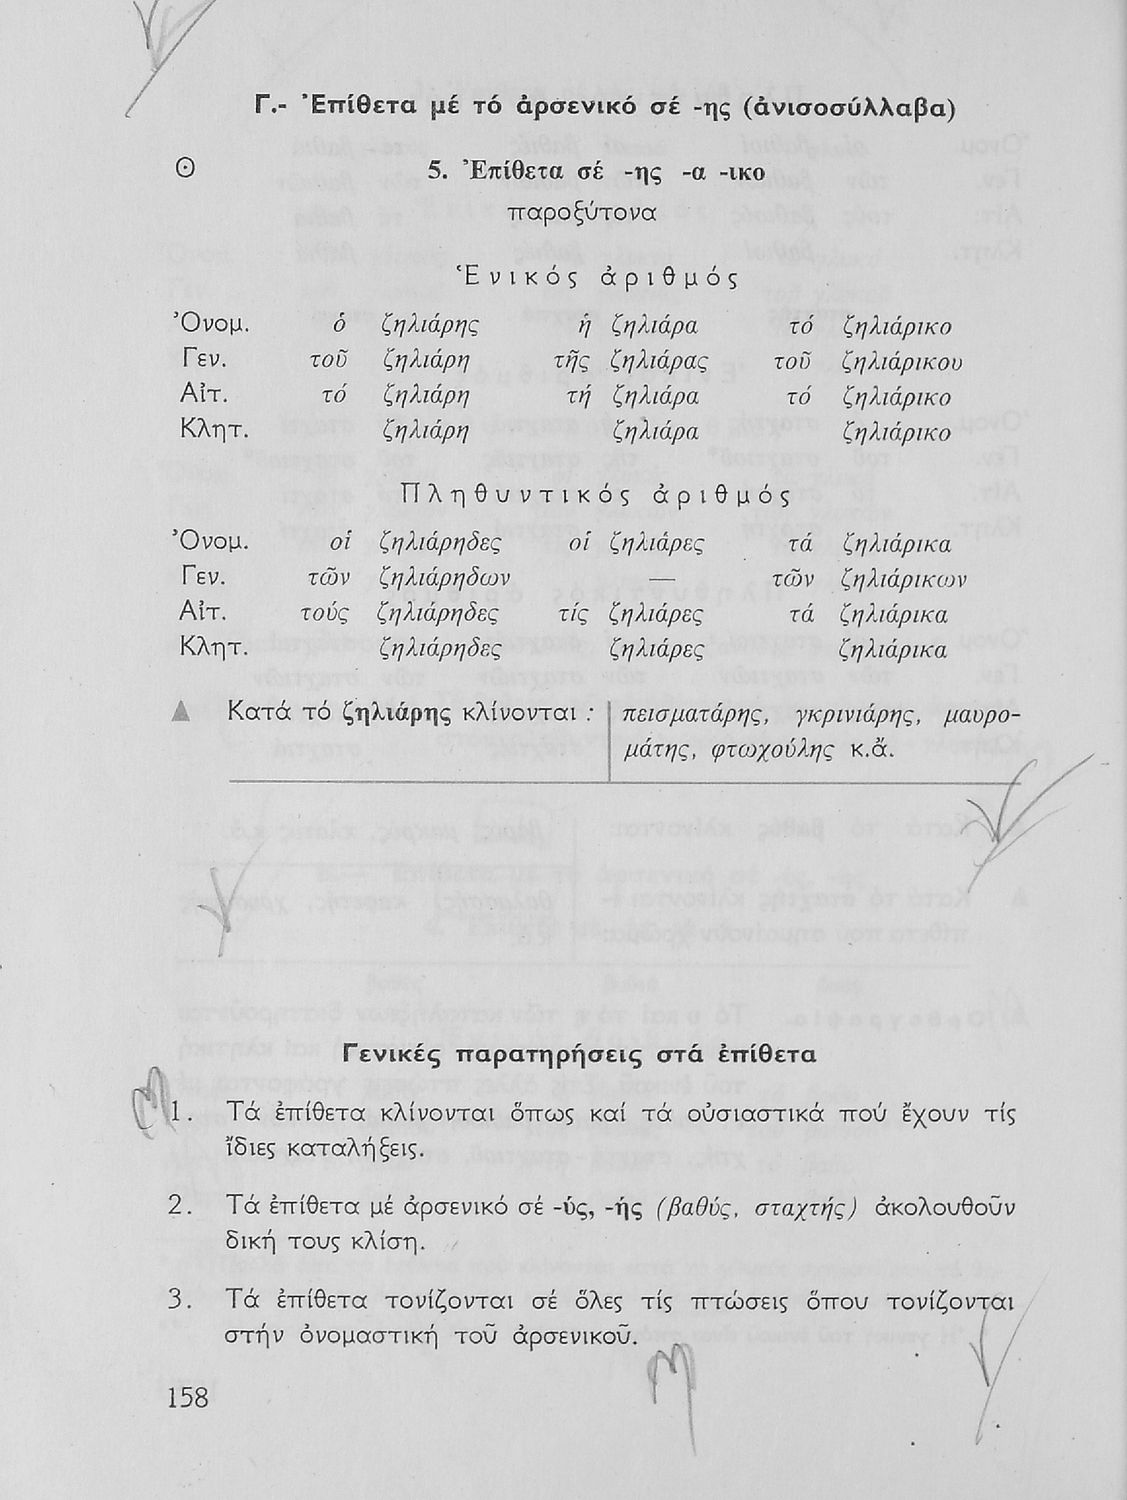 Γ.- Ἐπίθετα μέ τό ἀρσενικό σέ -ης (ἀνισοσύλλαβα)
5. Ἐπίθετα σέ -ης -α -ικο
παροξύτονα
Ἑνικός ἀριθμός
Ὀνομ. ὁ ζηλιάρης ἡ ζηλιάρα τό ζηλιάρικο
Γεν. τοῦ ζηλιάρη τῆς ζηλιάρας τοῦ ζηλιάρικου
Αἰτ. τό ζηλιάρη τή ζηλιάρα τό ζηλιάρικο
Κλητ. ζηλιάρη ζηλιάρα ζηλιάρικο
Πληθυντικός ἀριθμός
Ὀνομ. οἱ ζηλιάρηδες οἱ ζηλιάρες τά ζηλιάρικα
Γεν. τῶν ζηλιάρηδων — τῶν ζηλιάρικων
Αἰτ. τούς ζηλιάρηδες τίς ζηλιάρες τά ζηλιάρικα
Κλητ. ζηλιάρηδες ζηλιάρες ζηλιάρικα
Κατά τό ζηλιάρης κλίνονται : πεισματάρης, γκρινιάρης, μαυρο-
μάτης, φτωχούλης κ.ἄ.
Γενικές παρατηρήσεις στά ἐπίθετα
1. Τά ἐπίθετα κλίνονται ὅπως καί τά οὐσιαστικά πού ἔχουν τίς
ἴδιες καταλήξεις.
2. Τά ἐπίθετα μέ ἀρσενικό σέ -ύς, -ής (βαθύς, σταχτής) ἀκολουθοῦν
δική τους κλίση.
3. Τά ἐπίθετα τονίζονται σέ ὅλες τίς πτώσεις ὅπου τονίζονται
στήν ὀνομαστική τοῦ ἀρσενικοῦ.
158